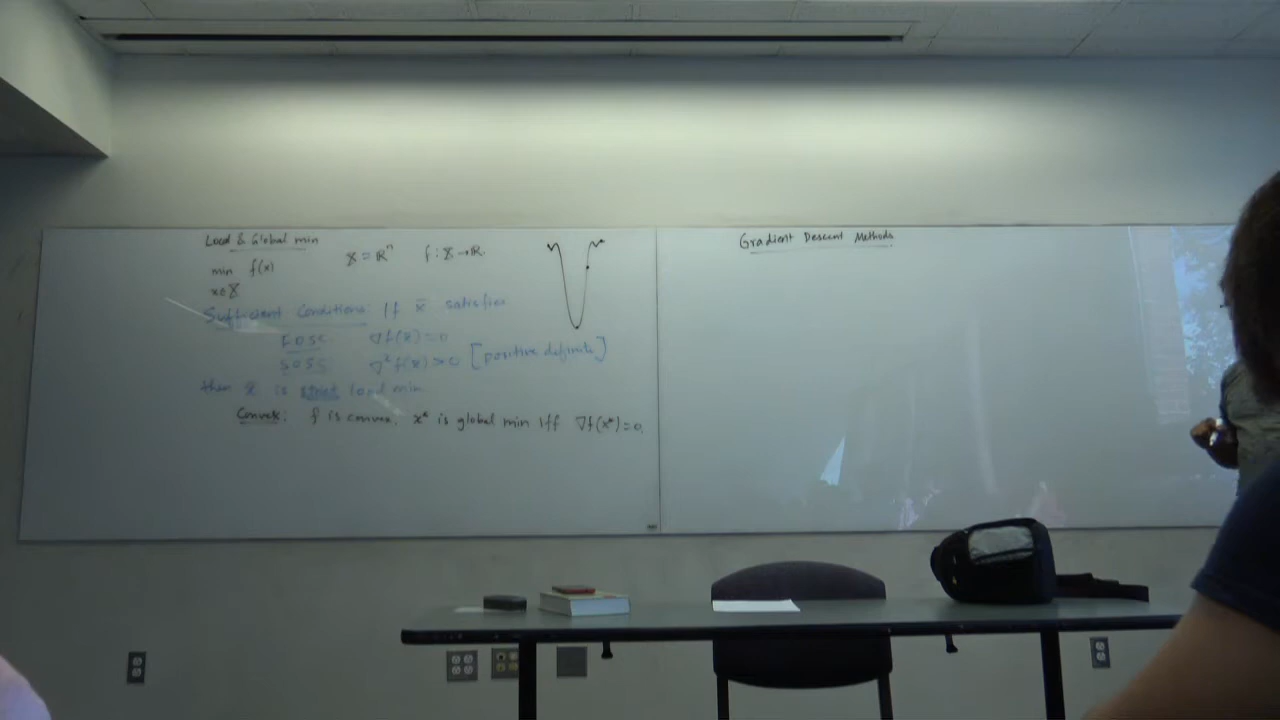 Local & Global min
min f(x)
x∈X
X = ℝⁿ f: X → ℝ.
Sufficient Conditions: If x̄ satisfies
FOSC ∇f(x̄) = 0
SOSC ∇²f(x̄) > 0 [positive definite]
then x̄ is strict local min
Convex: f is convex, x* is global min iff ∇f(x*) = 0.
Gradient Descent Methods